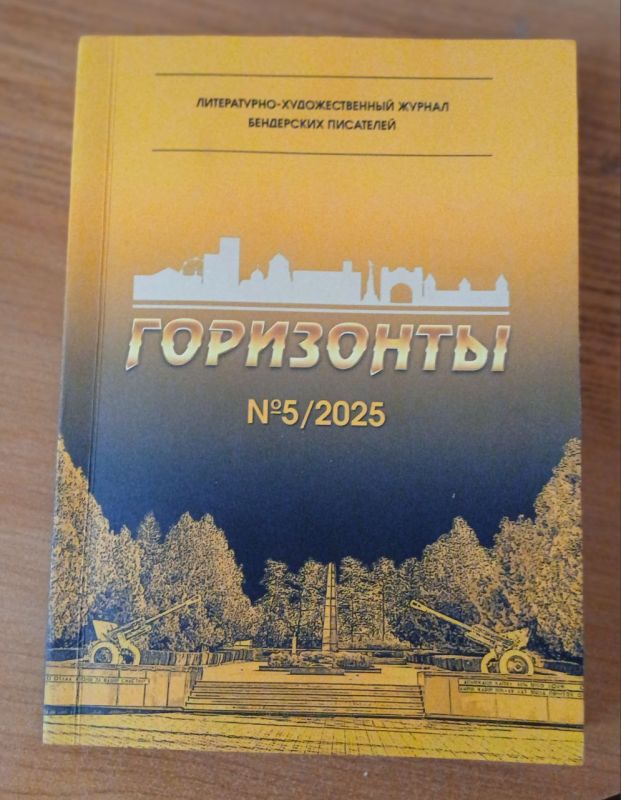 ЛИТЕРАТУРНО-ХУДОЖЕСТВЕННЫЙ ЖУРНАЛ
БЕНДЕРСКИХ ПИСАТЕЛЕЙ
ГОРИЗОНТЫ
№5/2025